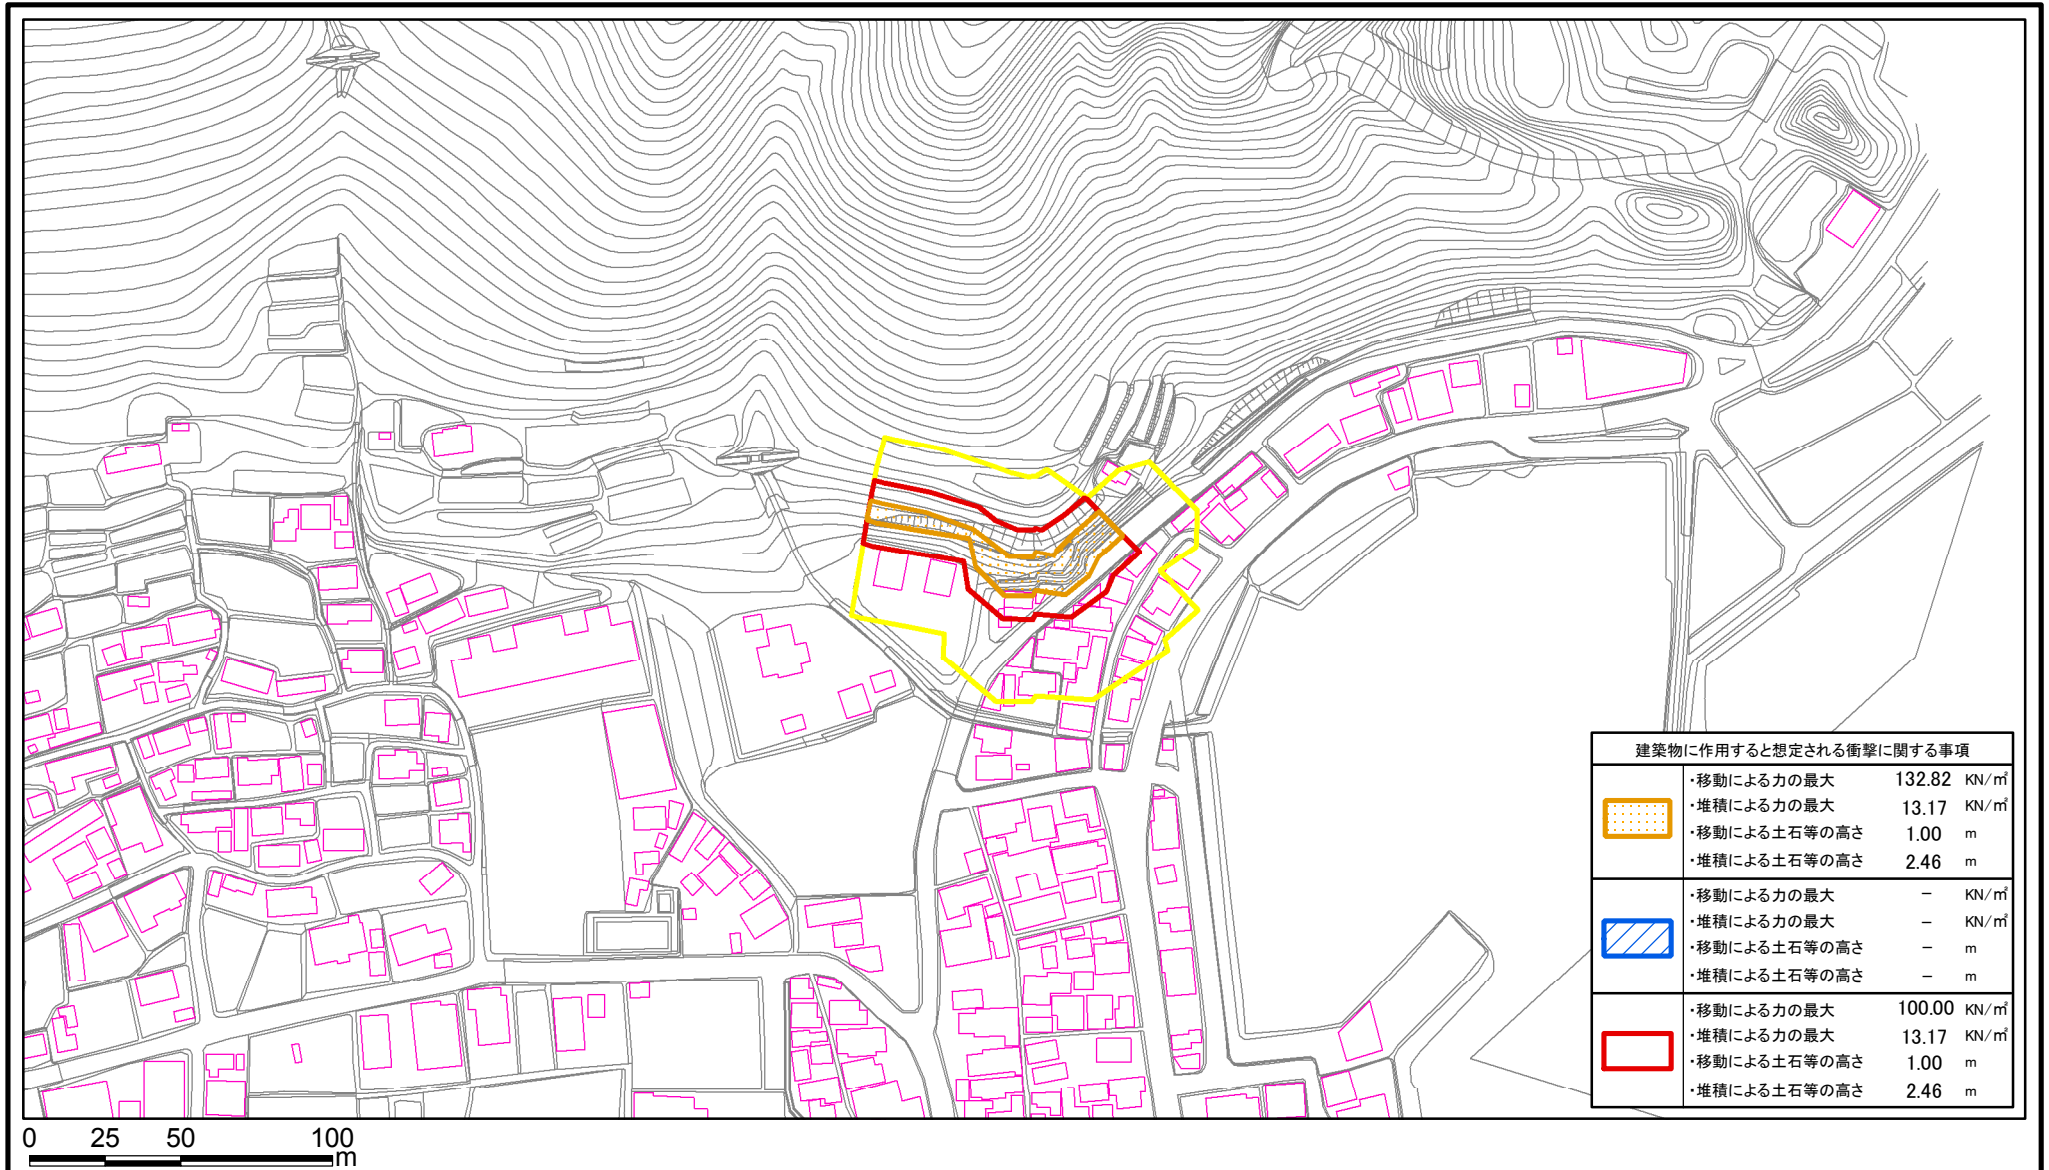 建築物に作用すると想定される衝撃に関する事項
・移動による力の最大 132.82 KN/㎡
・堆積による力の最大 13.17 KN/㎡
・移動による土石等の高さ 1.00 m
・堆積による土石等の高さ 2.46 m
・移動による力の最大 － KN/㎡
・堆積による力の最大 － KN/㎡
・移動による土石等の高さ － m
・堆積による土石等の高さ － m
・移動による力の最大 100.00 KN/㎡
・堆積による力の最大 13.17 KN/㎡
・移動による土石等の高さ 1.00 m
・堆積による土石等の高さ 2.46 m
0 25 50 100
m